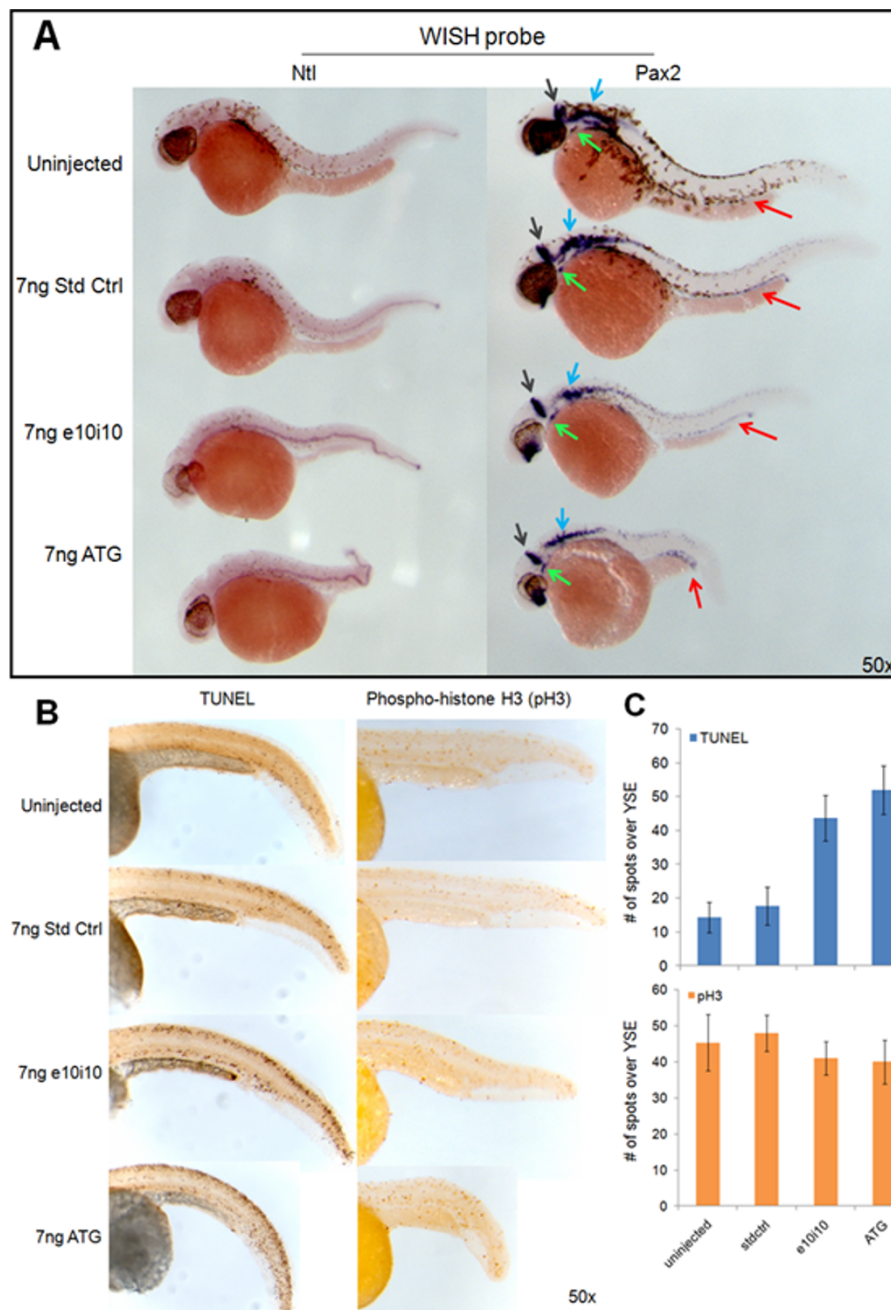 A
WISH probe
Ntl
Pax2
Uninjected
7ng Std Ctrl
7ng e10i10
7ng ATG
50x
B
TUNEL
Phospho-histone H3 (pH3)
Uninjected
7ng Std Ctrl
7ng e10i10
7ng ATG
50x
C
70
60
50
40
30
20
10
0
# of spots over YSE
TUNEL
60
50
40
30
20
10
0
# of spots over YSE
pH3
uninjected
stdctrl
e10i10
ATG